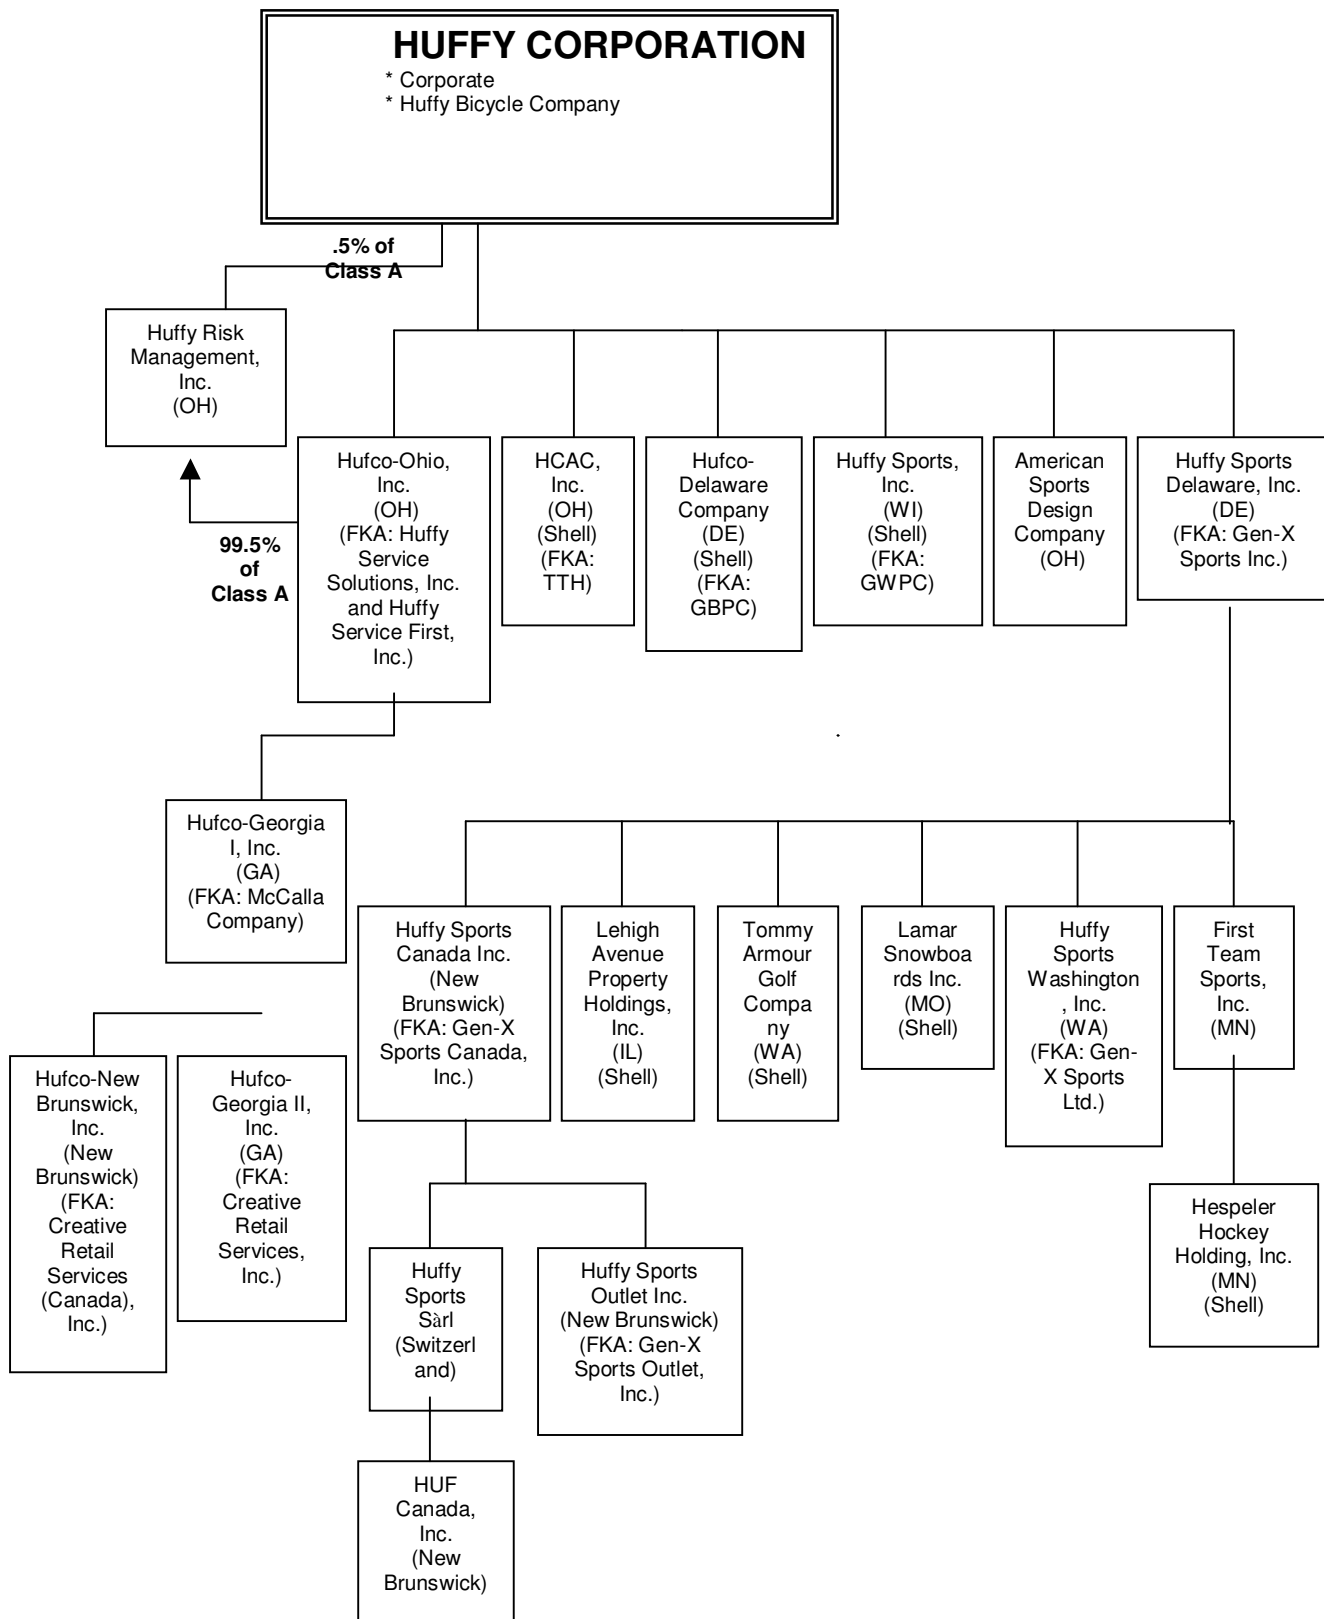 HUFFY CORPORATION
* Corporate
* Huffy Bicycle Company
.5% of
Class A
Huffy Risk
Management,
Inc.
(OH)
99.5%
of
Class A
Hufco-Ohio,
Inc.
(OH)
(FKA: Huffy
Service
Solutions, Inc.
and Huffy
Service First,
Inc.)
HCAC,
Inc.
(OH)
(Shell)
(FKA:
TTH)
Hufco-
Delaware
Company
(DE)
(Shell)
(FKA:
GBPC)
Huffy Sports,
Inc.
(WI)
(Shell)
(FKA:
GWPC)
American
Sports
Design
Company
(OH)
Huffy Sports
Delaware, Inc.
(DE)
(FKA: Gen-X
Sports Inc.)
Hufco-Georgia
I, Inc.
(GA)
(FKA: McCalla
Company)
Huffy Sports
Canada Inc.
(New
Brunswick)
(FKA: Gen-X
Sports Canada,
Inc.)
Lehigh
Avenue
Property
Holdings,
Inc.
(IL)
(Shell)
Tommy
Armour
Golf
Compa
ny
(WA)
(Shell)
Lamar
Snowboa
rds Inc.
(MO)
(Shell)
Huffy
Sports
Washington
, Inc.
(WA)
(FKA: Gen-
X Sports
Ltd.)
First
Team
Sports,
Inc.
(MN)
Hufco-New
Brunswick,
Inc.
(New
Brunswick)
(FKA:
Creative
Retail
Services
(Canada),
Inc.)
Hufco-
Georgia II,
Inc.
(GA)
(FKA:
Creative
Retail
Services,
Inc.)
Huffy
Sports
Sàrl
(Switzerl
and)
Huffy Sports
Outlet Inc.
(New Brunswick)
(FKA: Gen-X
Sports Outlet,
Inc.)
Hespeler
Hockey
Holding, Inc.
(MN)
(Shell)
HUF
Canada,
Inc.
(New
Brunswick)